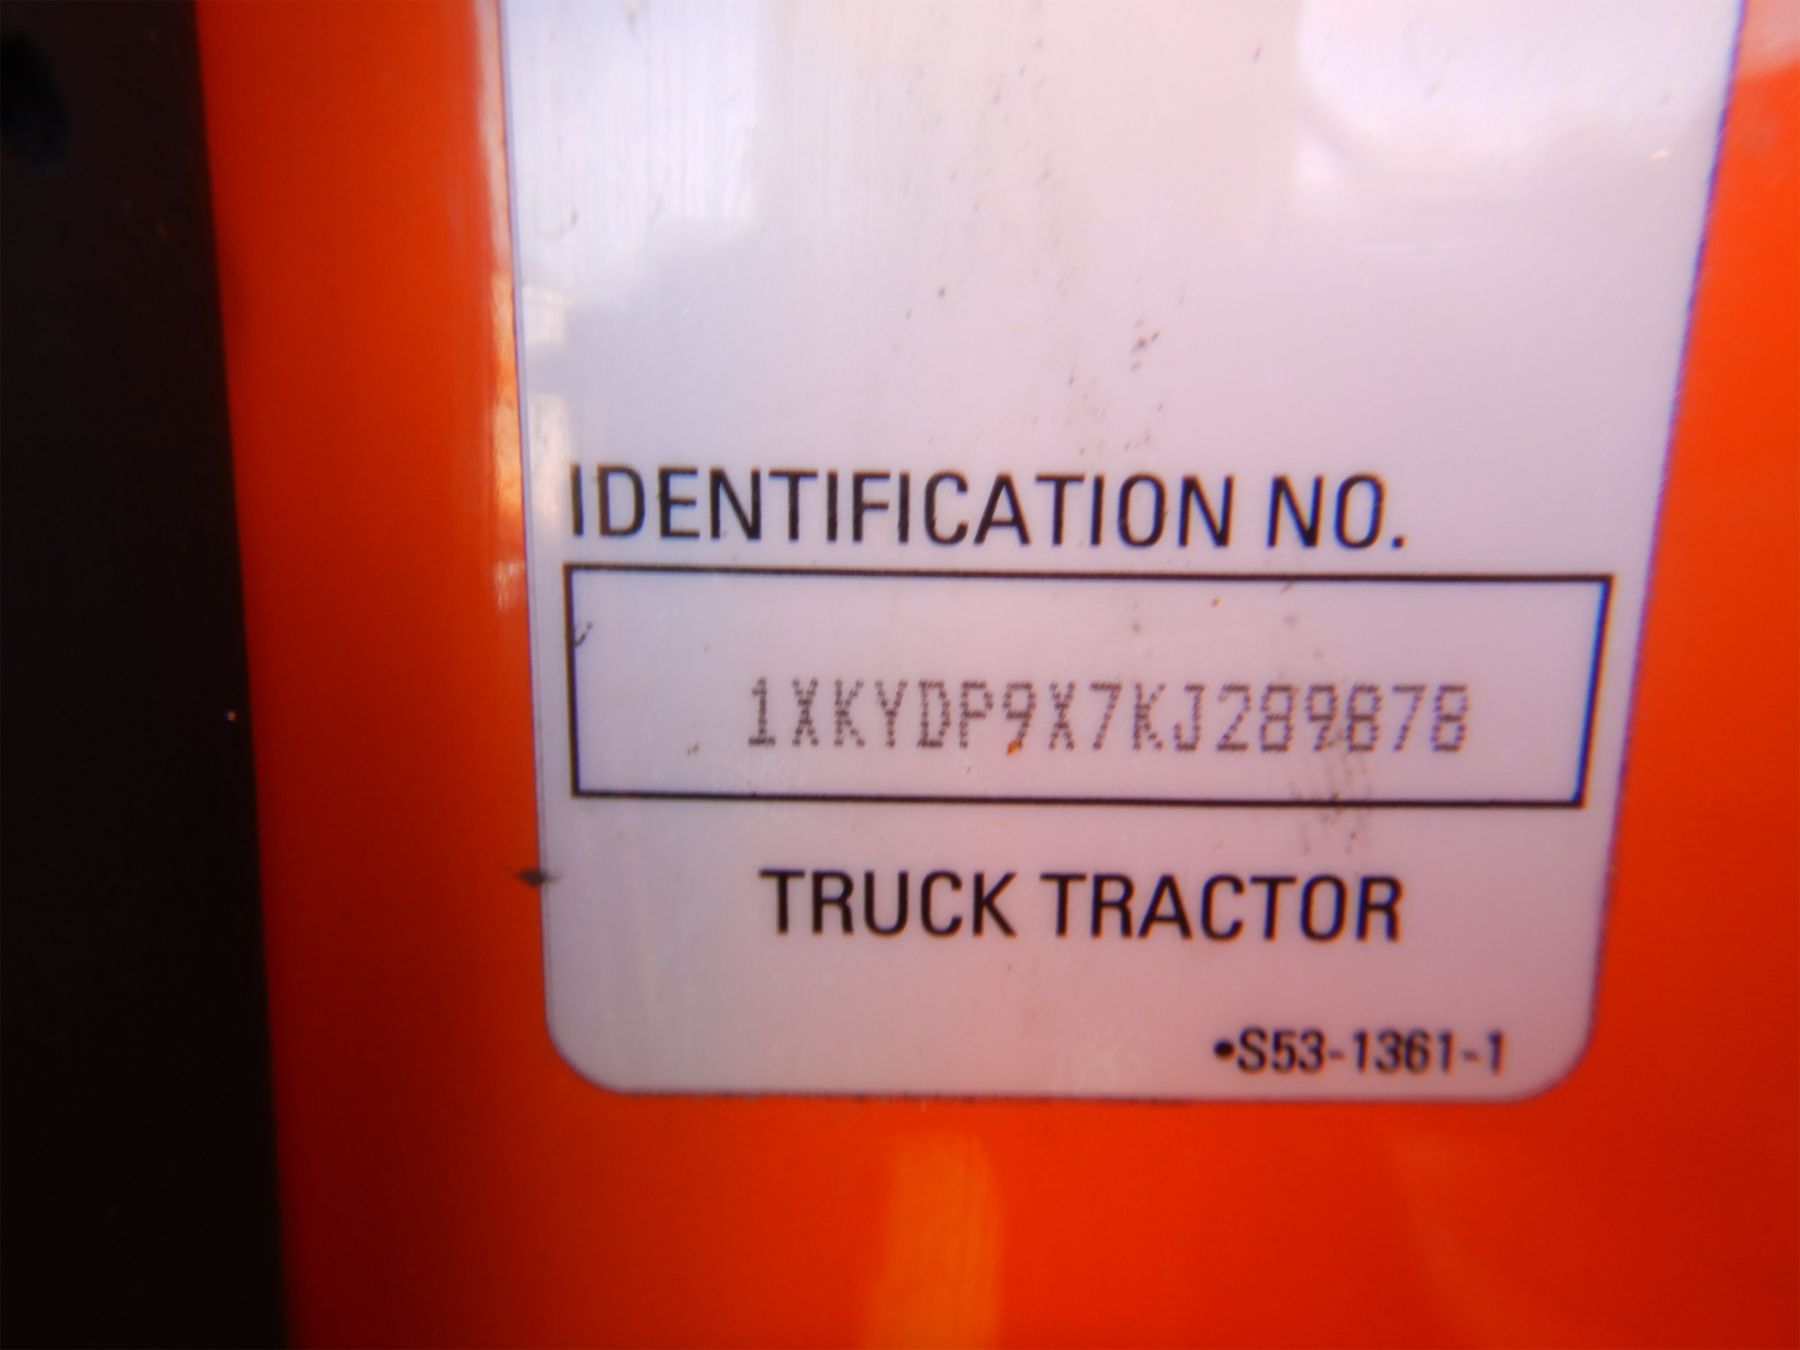 IDENTIFICATION NO.
1XKYDP9X7KJ289878
TRUCK TRACTOR
•S53-1361-1